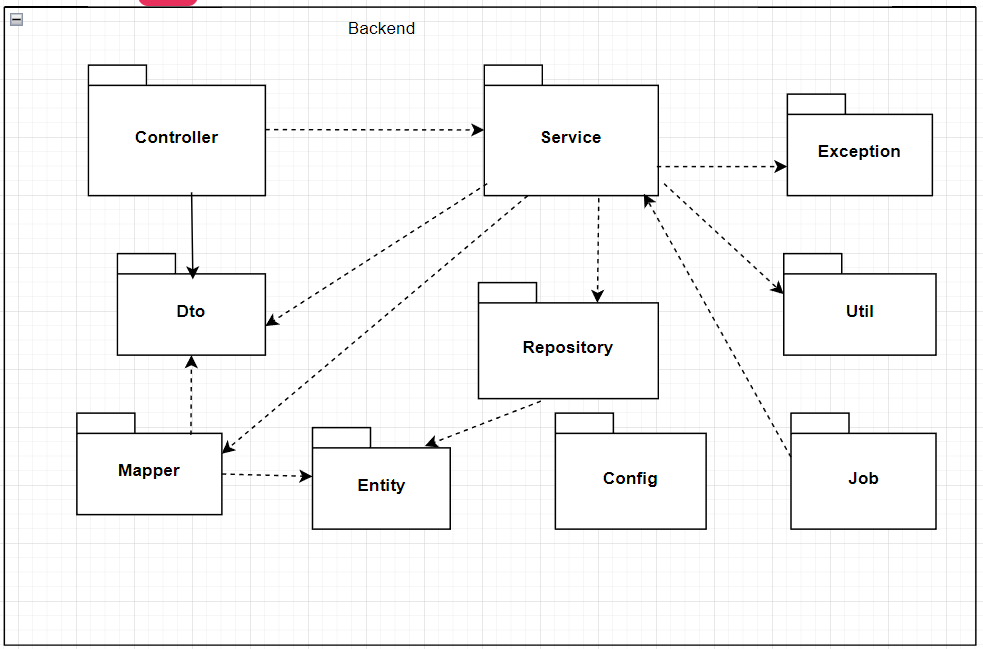 Backend
Controller
Service
Exception
Dto
Repository
Util
Mapper
Entity
Config
Job